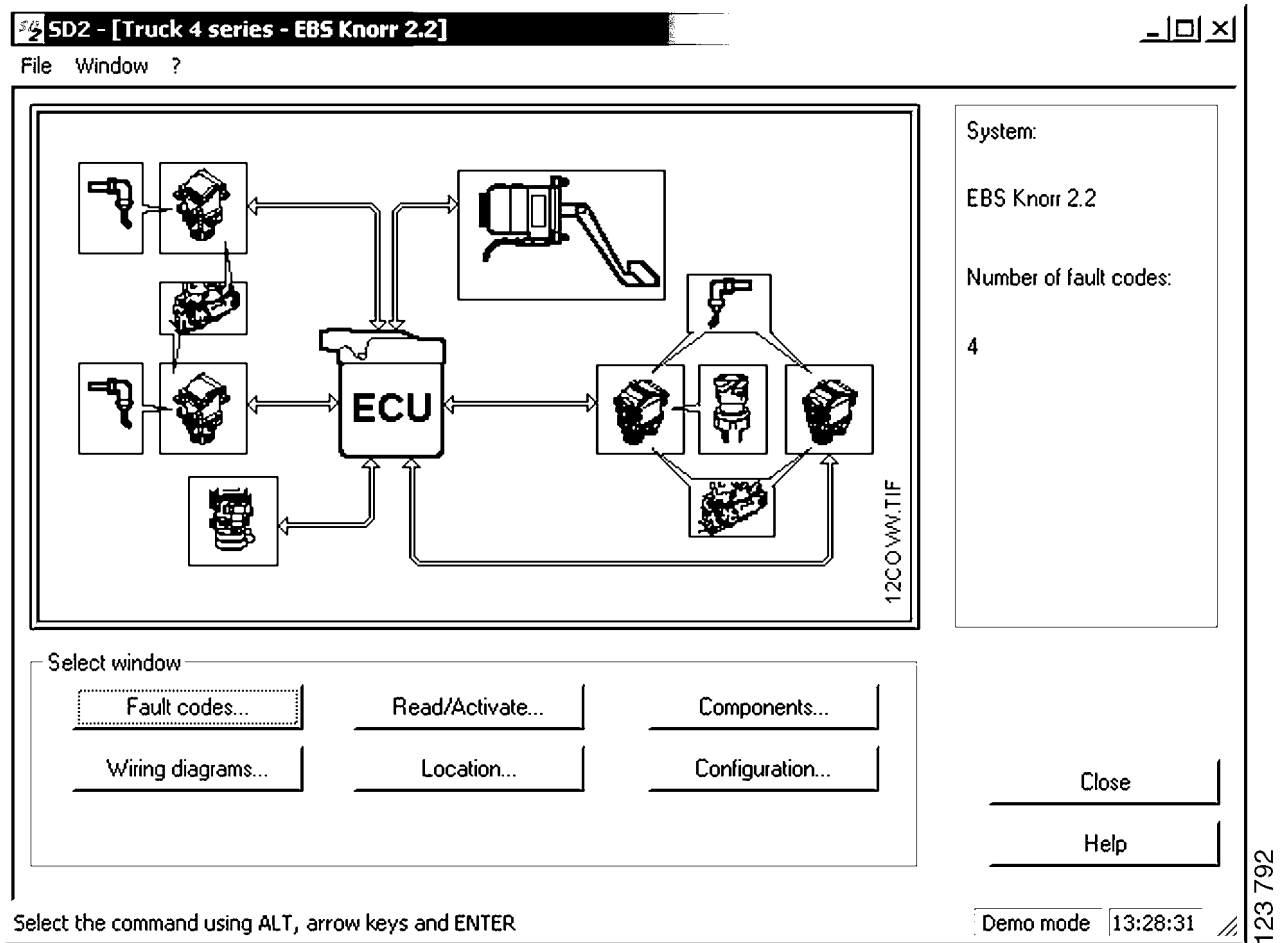 SD2 - [Truck 4 series - EBS Knorr 2.2]
File Window ?
ECU
12COVW.TIF
System:
EBS Knorr 2.2
Number of fault codes:
4
Select window
Fault codes...
Read/Activate...
Components...
Wiring diagrams...
Location...
Configuration...
Close
Help
Select the command using ALT, arrow keys and ENTER
Demo mode
13:28:31
123 792